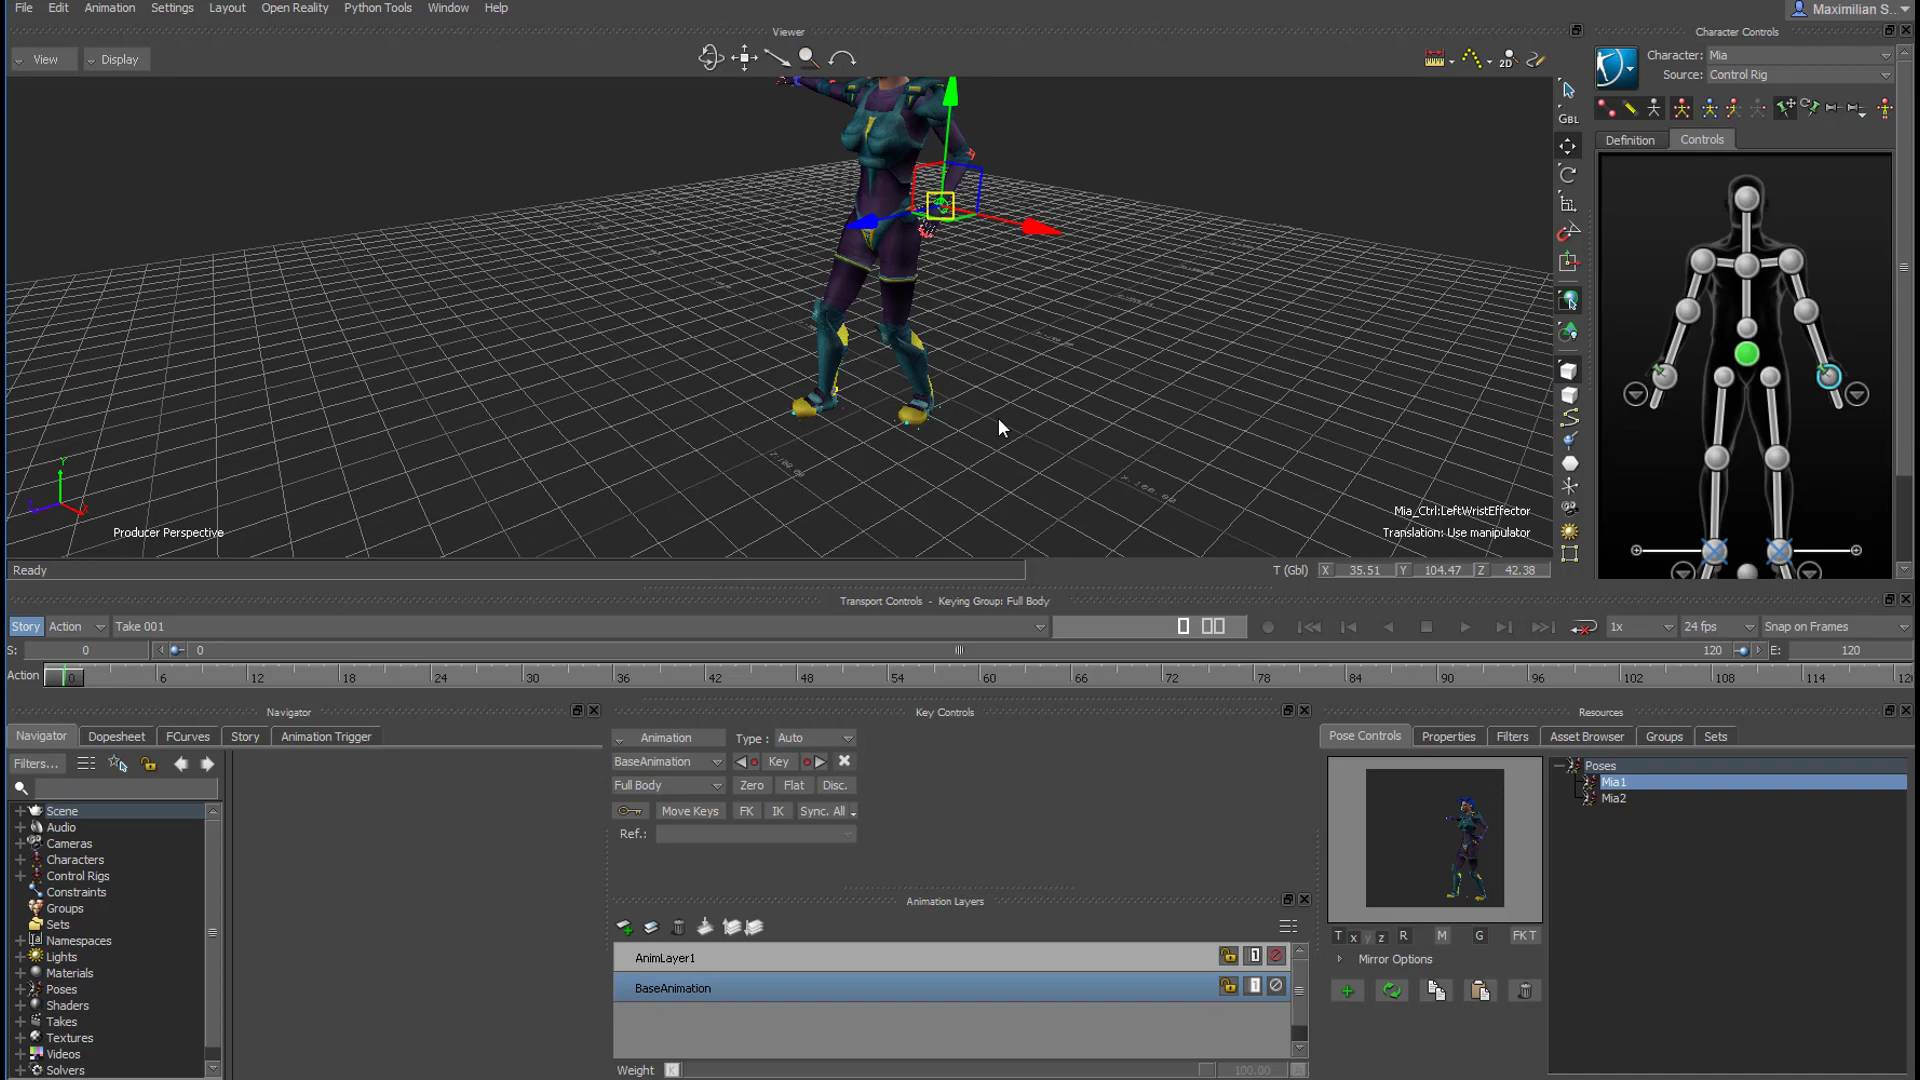 File Edit Animation Settings Layout Open Reality Python Tools Window Help
Maximilian S..
Viewer
Character Controls
View Display
2D
Character: Mia
Source: Control Rig
GBL
Definition Controls
Producer Perspective
Mia_Ctrl:LeftWristEffector
Translation: Use manipulator
Ready
T (Gbl) X 35.51 Y 104.47 Z 42.38
Transport Controls - Keying Group: Full Body
Story Action Take 001 1x 24 fps Snap on Frames
S: 0 0 120 E: 120
Action 0 6 12 18 24 30 36 42 48 54 60 66 72 78 84 90 96 102 108 114
Navigator
Key Controls
Resources
Navigator Dopesheet FCurves Story Animation Trigger
Animation Type : Auto
Pose Controls Properties Filters Asset Browser Groups Sets
Filters...
BaseAnimation Key
Full Body Zero Flat Disc.
Move Keys FK IK Sync. All
Ref.:
Poses
Mia1
Mia2
Scene
Audio
Cameras
Characters
Control Rigs
Constraints
Groups
Sets
Namespaces
Lights
Materials
Poses
Shaders
Takes
Textures
Videos
Solvers
Animation Layers
AnimLayer1
BaseAnimation
Weight K 100.00 A
T x y z R M G FKT
Mirror Options